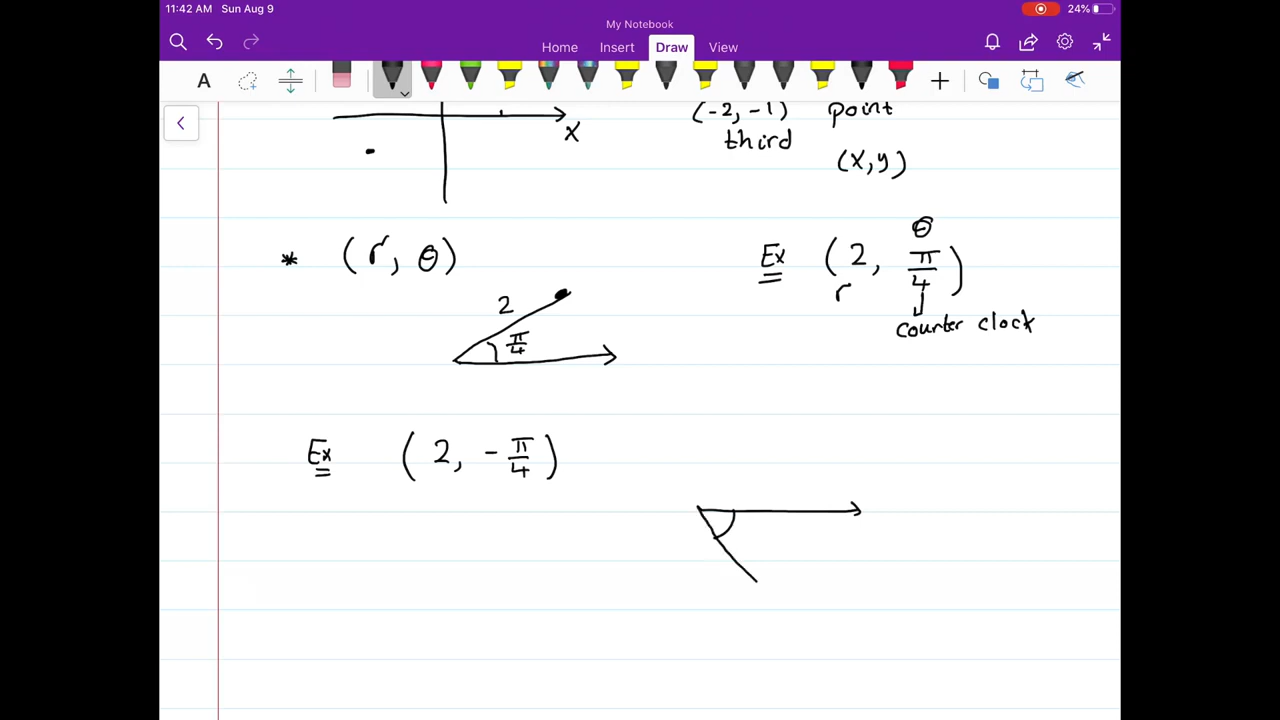 11:42 AM Sun Aug 9
24%
My Notebook
Home Insert Draw View
A
x
(-2, -1) point
third
(x,y)
* (r, θ)
Ex (2, π/4)
θ
r
counter clock
2
π/4
Ex (2, -π/4)